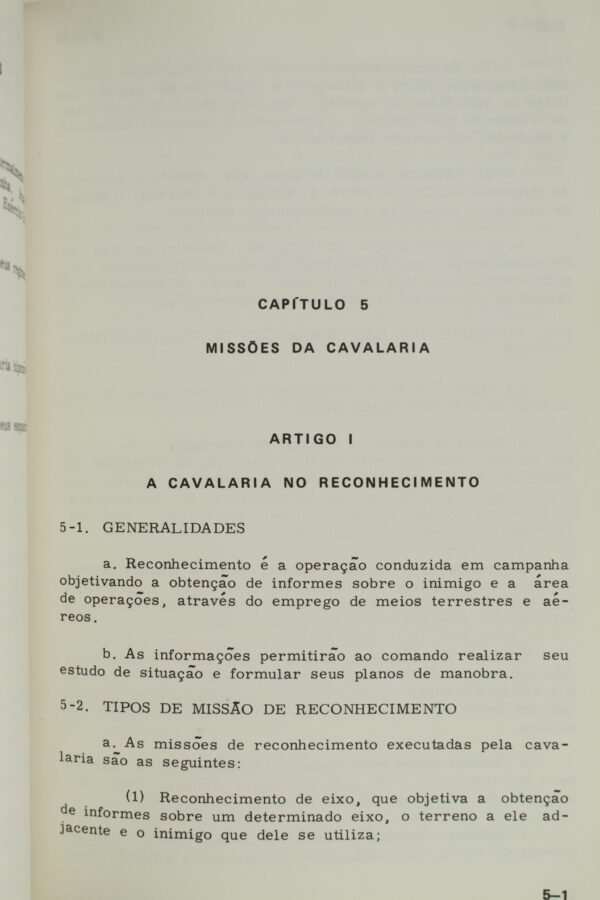 CAPÍTULO 5
MISSÕES DA CAVALARIA
ARTIGO I
A CAVALARIA NO RECONHECIMENTO
5-1. GENERALIDADES
a. Reconhecimento é a operação conduzida em campanha
objetivando a obtenção de informes sobre o inimigo e a área
de operações, através do emprego de meios terrestres e aé-
reos.
b. As informações permitirão ao comando realizar seu
estudo de situação e formular seus planos de manobra.
5-2. TIPOS DE MISSÃO DE RECONHECIMENTO
a. As missões de reconhecimento executadas pela cava-
laria são as seguintes:
(1) Reconhecimento de eixo, que objetiva a obtenção
de informes sobre um determinado eixo, o terreno a ele ad-
jacente e o inimigo que dele se utiliza;
5—1